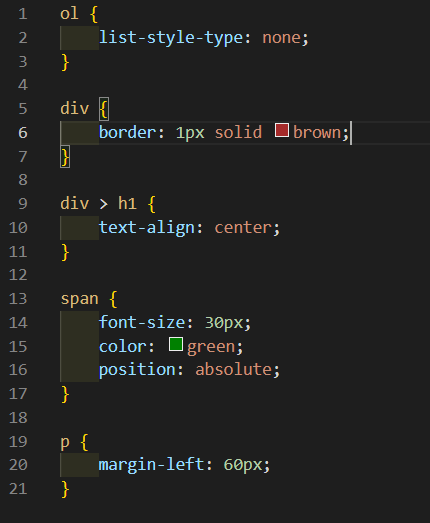 1 ol {
2 list-style-type: none;
3 }
4
5 div {
6 border: 1px solid brown;
7 }
8
9 div > h1 {
10 text-align: center;
11 }
12
13 span {
14 font-size: 30px;
15 color: green;
16 position: absolute;
17 }
18
19 p {
20 margin-left: 60px;
21 }